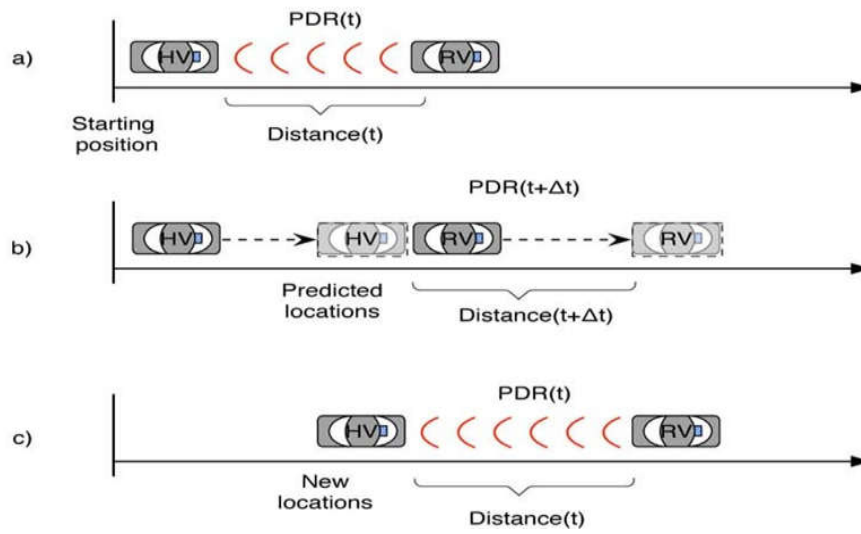 PDR(t)
a)
HV
RV
Starting
position
Distance(t)
PDR(t+Δt)
b)
HV
HV
RV
RV
Predicted
locations
Distance(t+Δt)
PDR(t)
c)
HV
RV
New
locations
Distance(t)